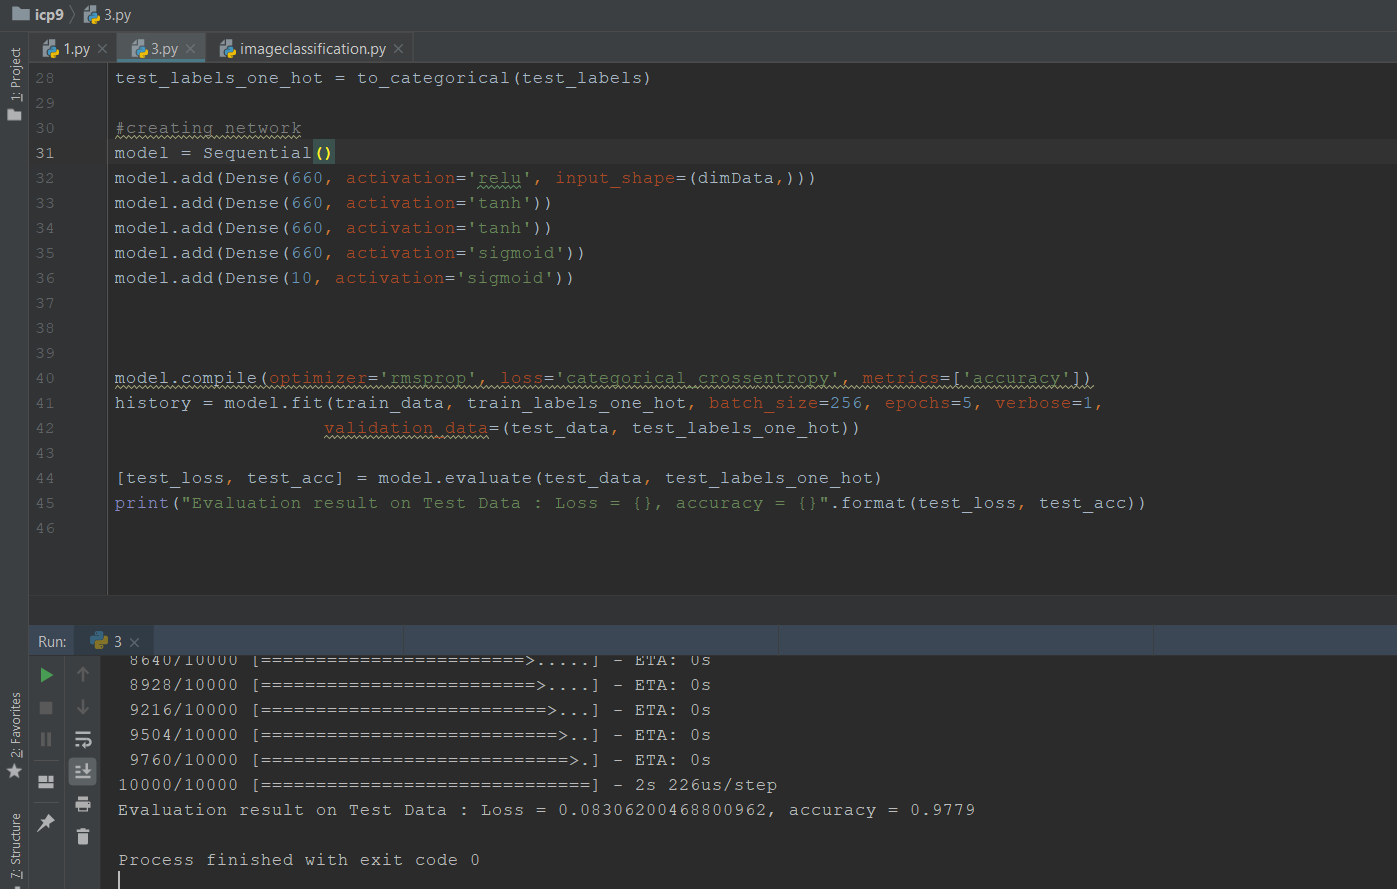 icp9 3.py
1.py 3.py imageclassification.py
1: Project
28 test_labels_one_hot = to_categorical(test_labels)
29
30 #creating network
31 model = Sequential()
32 model.add(Dense(660, activation='relu', input_shape=(dimData,)))
33 model.add(Dense(660, activation='tanh'))
34 model.add(Dense(660, activation='tanh'))
35 model.add(Dense(660, activation='sigmoid'))
36 model.add(Dense(10, activation='sigmoid'))
37
38
39
40 model.compile(optimizer='rmsprop', loss='categorical_crossentropy', metrics=['accuracy'])
41 history = model.fit(train_data, train_labels_one_hot, batch_size=256, epochs=5, verbose=1,
42 validation_data=(test_data, test_labels_one_hot))
43
44 [test_loss, test_acc] = model.evaluate(test_data, test_labels_one_hot)
45 print("Evaluation result on Test Data : Loss = {}, accuracy = {}".format(test_loss, test_acc))
46
Run: 3
8640/10000 [========================>.....] - ETA: 0s
8928/10000 [=========================>....] - ETA: 0s
9216/10000 [==========================>...] - ETA: 0s
9504/10000 [===========================>..] - ETA: 0s
9760/10000 [============================>.] - ETA: 0s
10000/10000 [==============================] - 2s 226us/step
Evaluation result on Test Data : Loss = 0.08306200468800962, accuracy = 0.9779
Process finished with exit code 0
2: Favorites
7: Structure